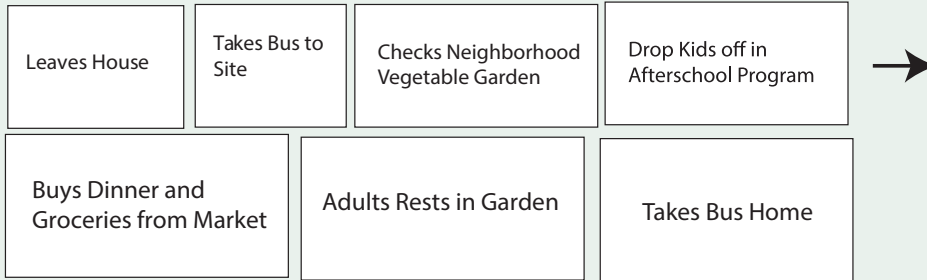 Leaves House
Takes Bus to
Site
Checks Neighborhood
Vegetable Garden
Drop Kids off in
Afterschool Program
Buys Dinner and
Groceries from Market
Adults Rests in Garden
Takes Bus Home